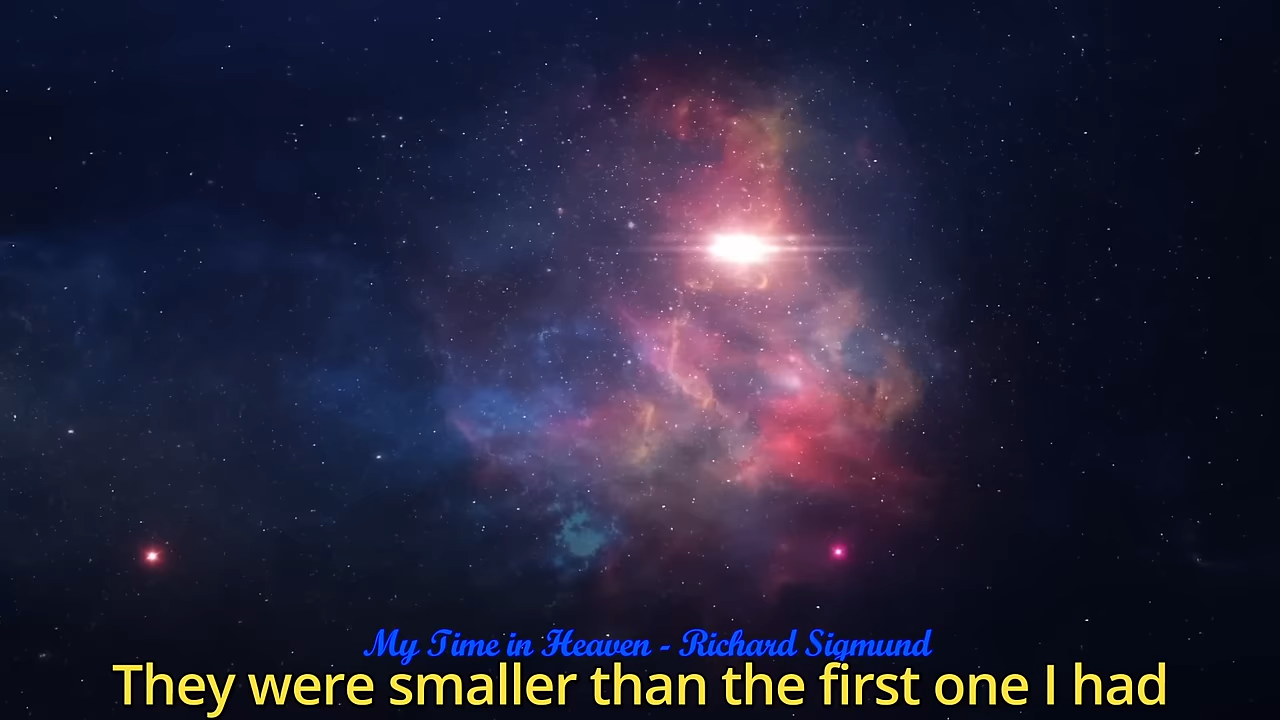 My Time in Heaven - Richard Sigmund
They were smaller than the first one I had